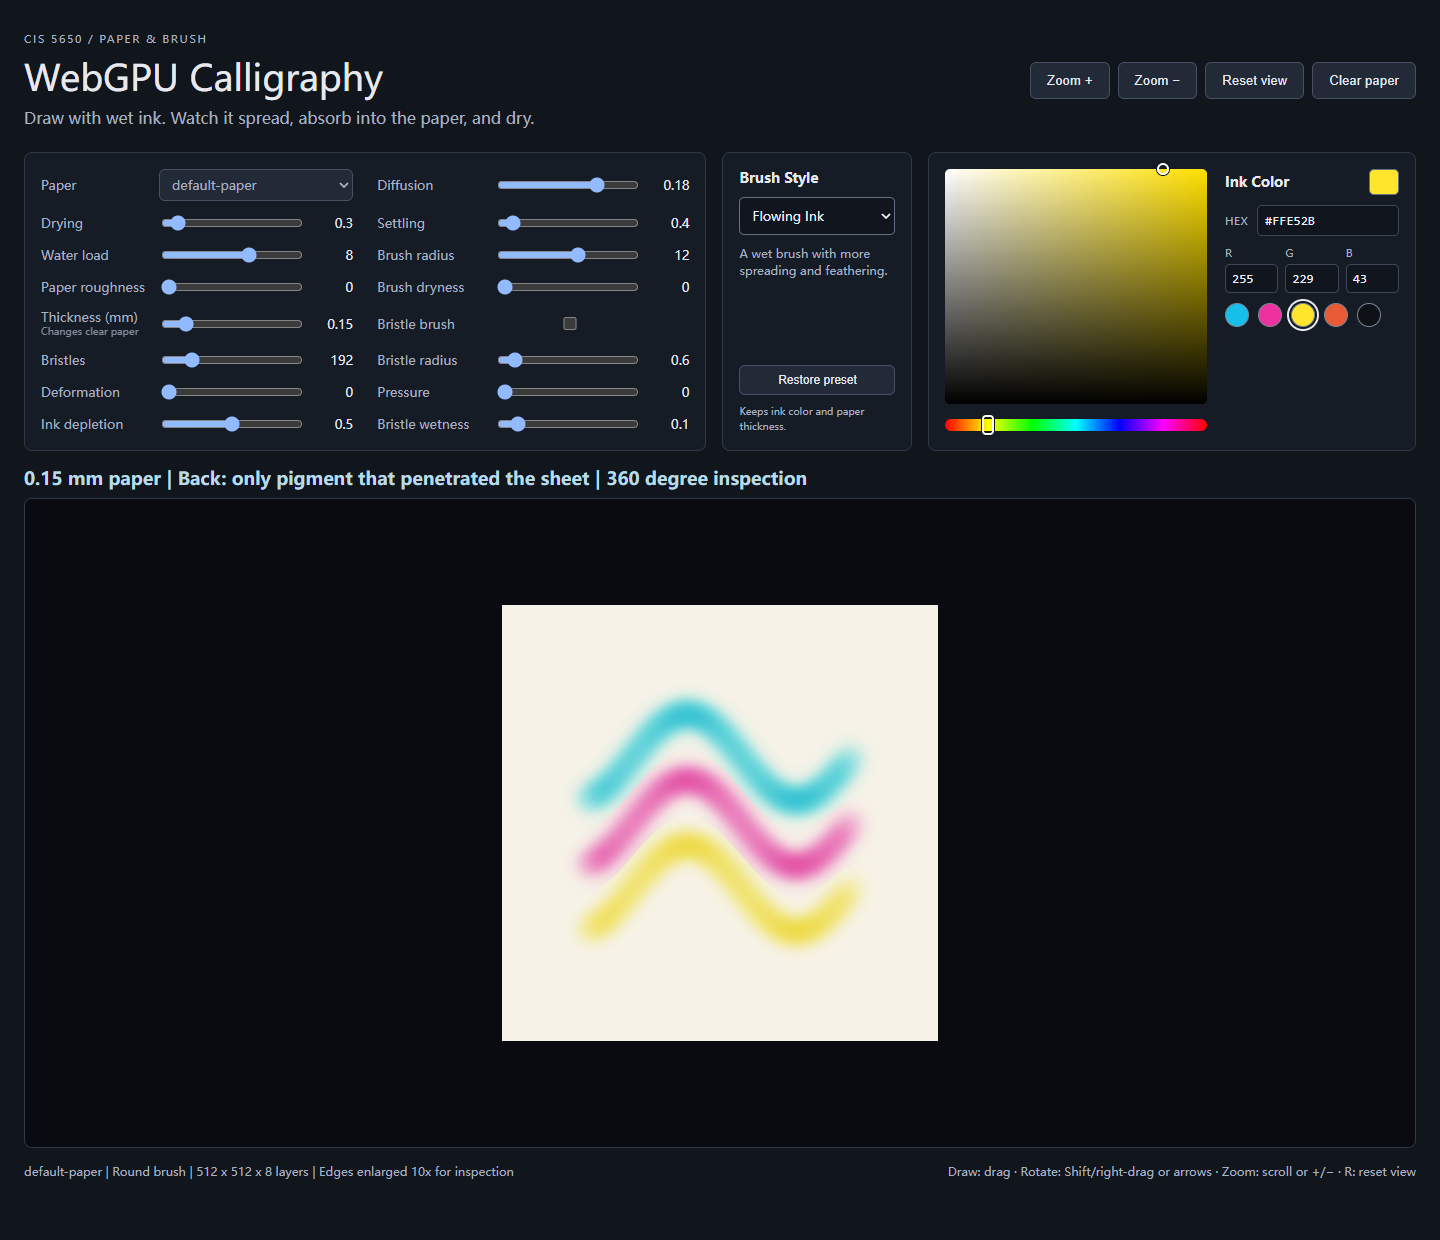 CIS 5650 / PAPER & BRUSH
WebGPU Calligraphy
Draw with wet ink. Watch it spread, absorb into the paper, and dry.
Zoom +
Zoom −
Reset view
Clear paper
Paper
default-paper
Diffusion
0.18
Drying
0.3
Settling
0.4
Water load
8
Brush radius
12
Paper roughness
0
Brush dryness
0
Thickness (mm)
Changes clear paper
0.15
Bristle brush
Bristles
192
Bristle radius
0.6
Deformation
0
Pressure
0
Ink depletion
0.5
Bristle wetness
0.1
Brush Style
Flowing Ink
A wet brush with more
spreading and feathering.
Restore preset
Keeps ink color and paper
thickness.
Ink Color
HEX
#FFE52B
R
G
B
255
229
43
0.15 mm paper | Back: only pigment that penetrated the sheet | 360 degree inspection
default-paper | Round brush | 512 x 512 x 8 layers | Edges enlarged 10x for inspection
Draw: drag · Rotate: Shift/right-drag or arrows · Zoom: scroll or +/− · R: reset view